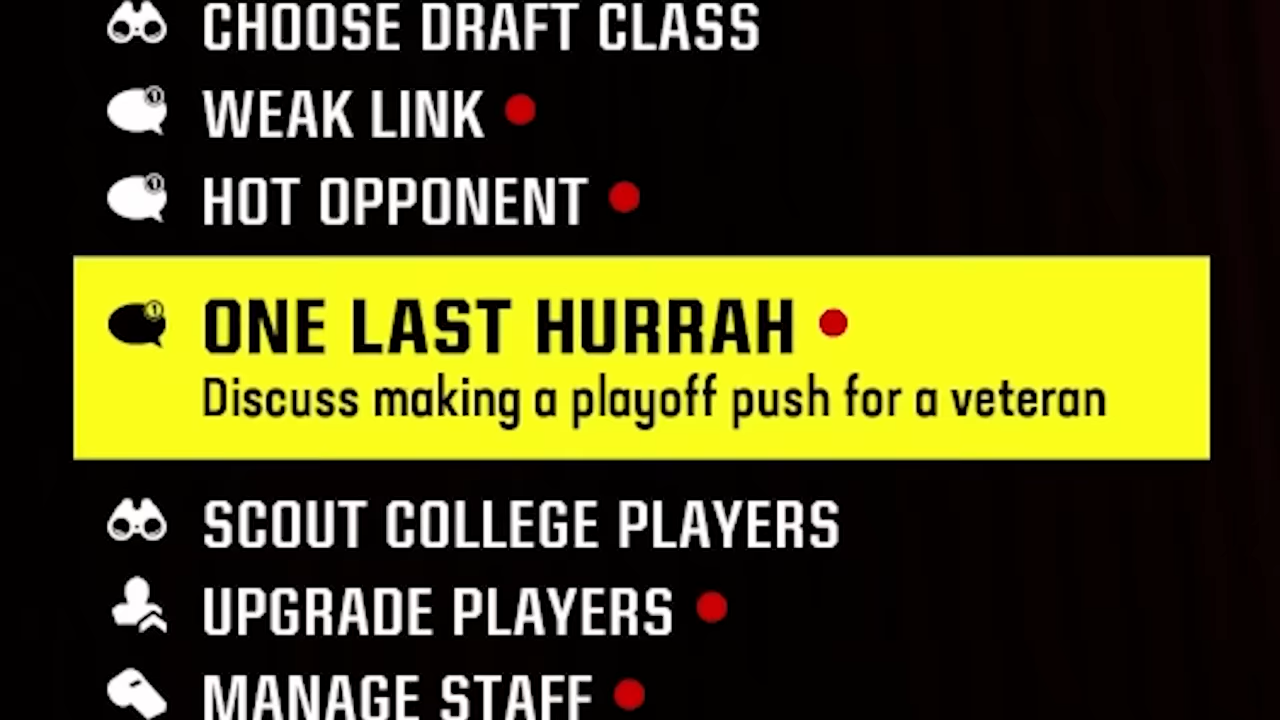 CHOOSE DRAFT CLASS
WEAK LINK
HOT OPPONENT
ONE LAST HURRAH
Discuss making a playoff push for a veteran
SCOUT COLLEGE PLAYERS
UPGRADE PLAYERS
MANAGE STAFF